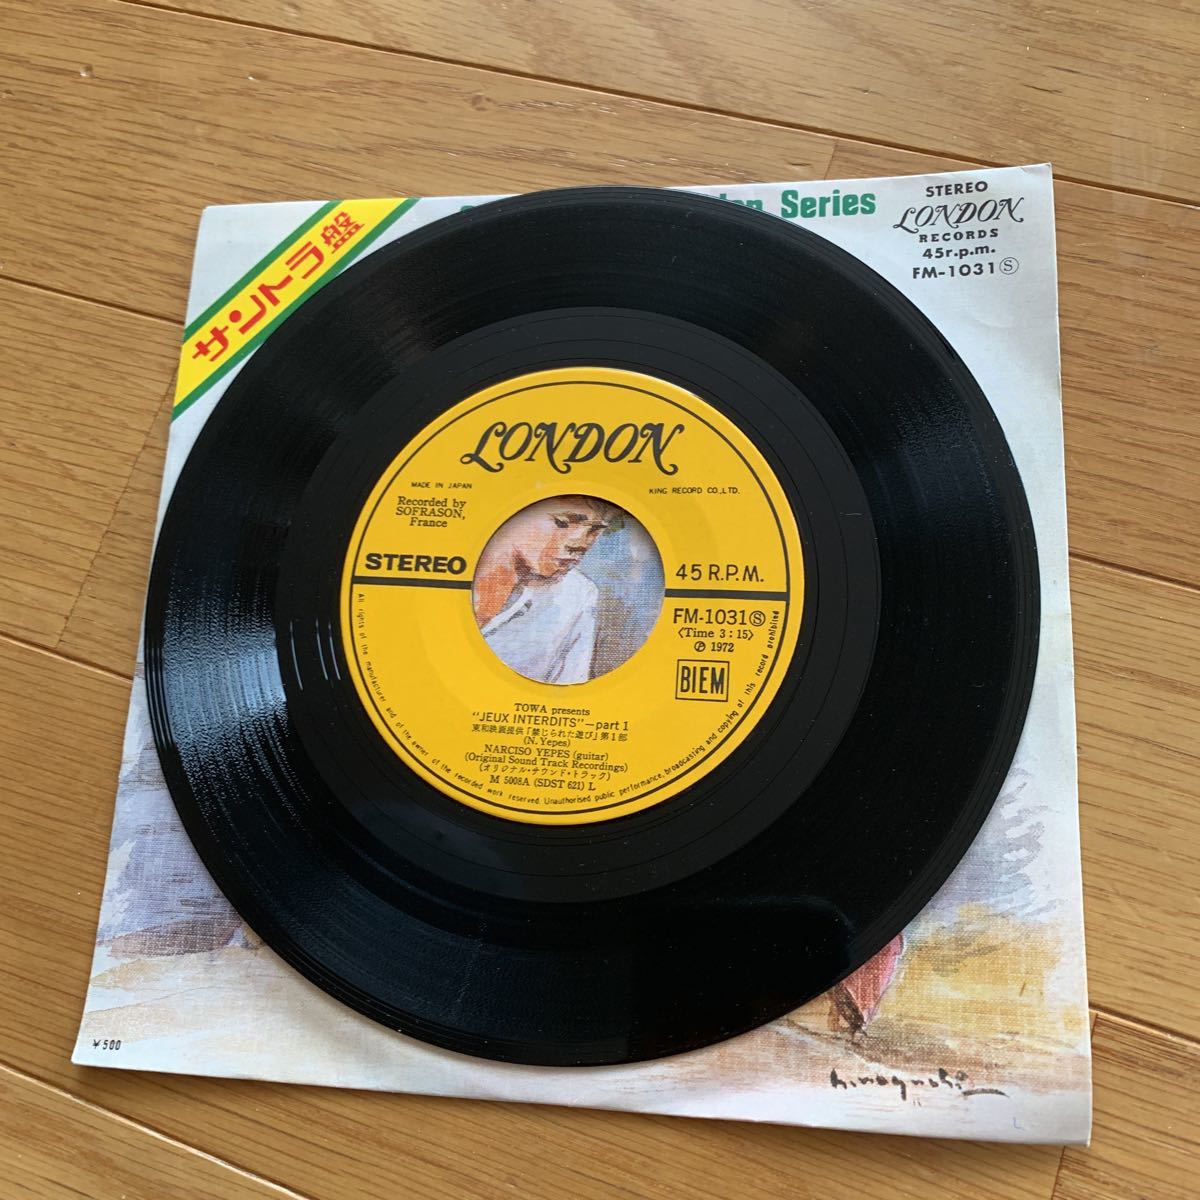 サントラ盤
Series
STEREO
LONDON
RECORDS
45r.p.m.
FM-1031Ⓢ
LONDON
MADE IN JAPAN
KING RECORD CO.,LTD.
Recorded by
SOFRASON,
France
STEREO
45 R.P.M.
FM-1031Ⓢ
〈Time 3 : 15〉
Ⓟ 1972
BIEM
TOWA presents
"JEUX INTERDITS"—part 1
東和映画提供「禁じられた遊び」第1部
(N. Yepes)
NARCISO YEPES (guitar)
(Original Sound Track Recordings)
(オリジナル・サウンド・トラック)
M 5008A (SDST 621) L
All rights of the manufacturer and of the owner of the recorded work reserved. Unauthorised public performance, broadcasting and copying of this record prohibited
¥500